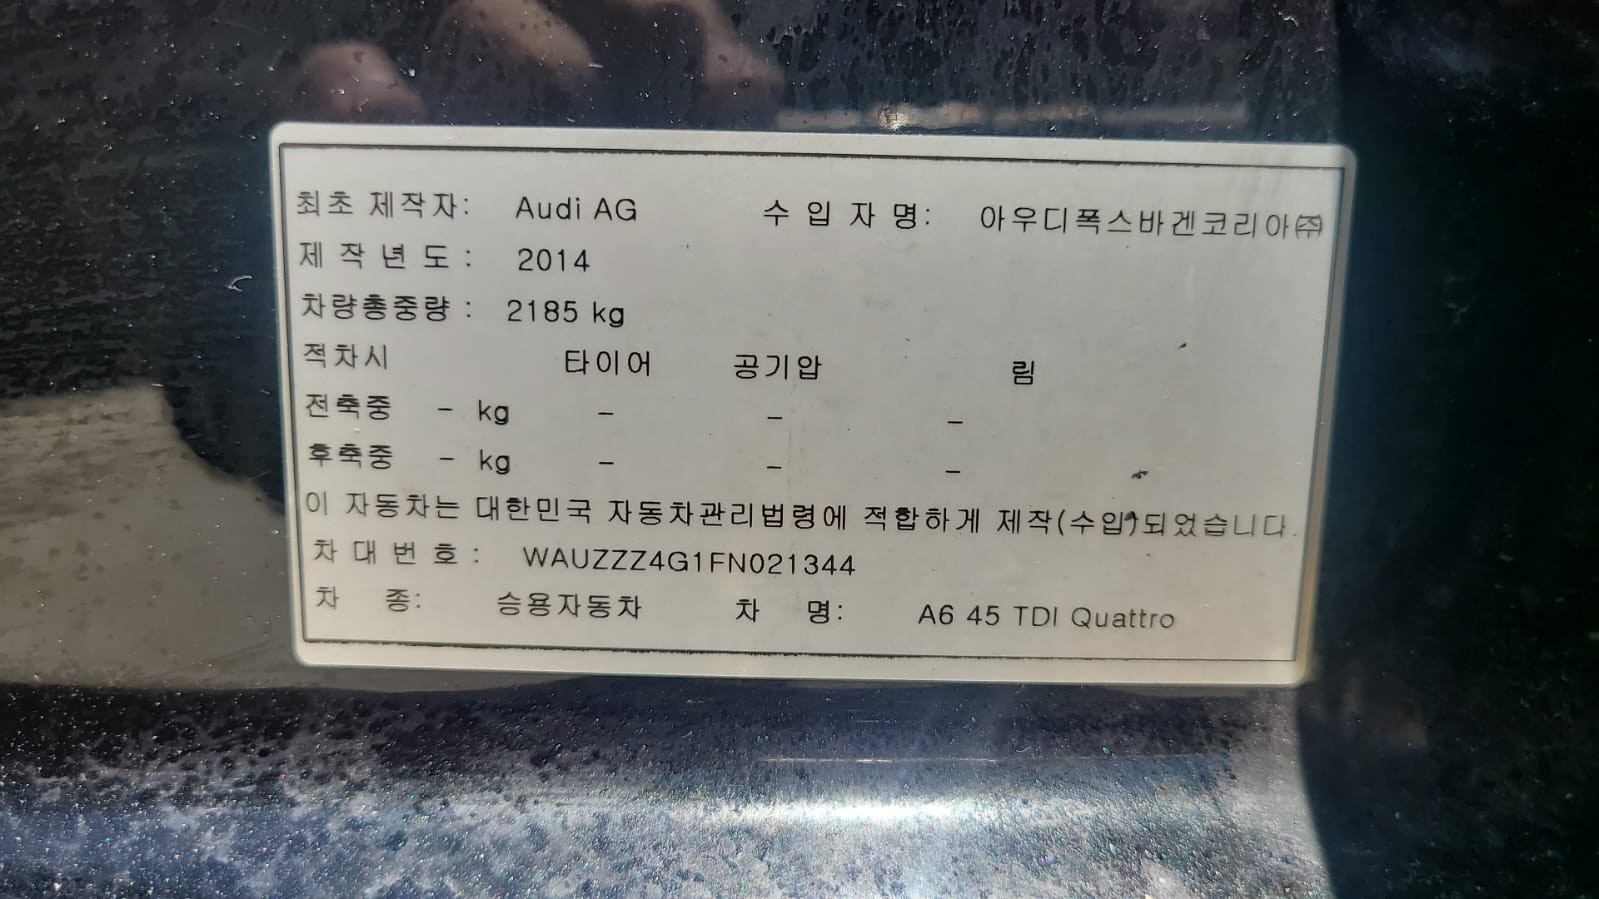 최초 제작자: Audi AG 수 입 자 명: 아우디폭스바겐코리아㈜
제 작 년 도 : 2014
차량총중량 : 2185 kg
적차시 타이어 공기압 림
전축중 - kg - - -
후축중 - kg - - -
이 자동차는 대한민국 자동차관리법령에 적합하게 제작(수입)되었습니다.
차 대 번 호 : WAUZZZ4G1FN021344
차 종: 승용자동차 차 명: A6 45 TDI Quattro